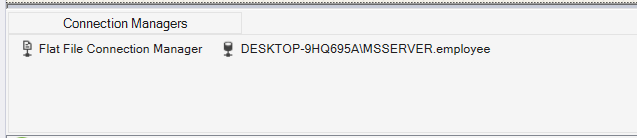 Connection Managers
Flat File Connection Manager DESKTOP-9HQ695A\MSSERVER.employee